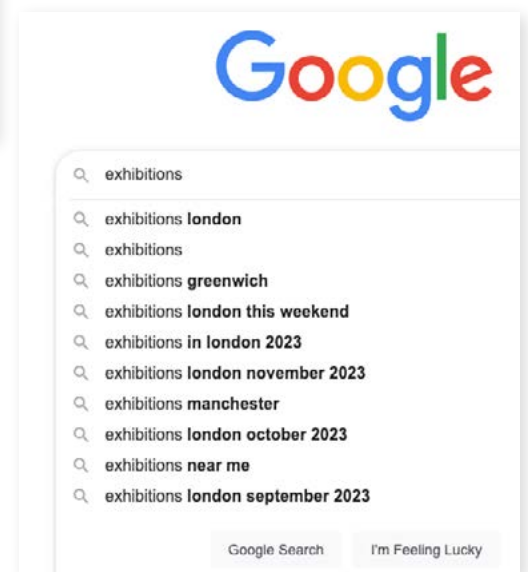 Google
exhibitions
exhibitions london
exhibitions
exhibitions greenwich
exhibitions london this weekend
exhibitions in london 2023
exhibitions london november 2023
exhibitions manchester
exhibitions london october 2023
exhibitions near me
exhibitions london september 2023
Google Search I'm Feeling Lucky